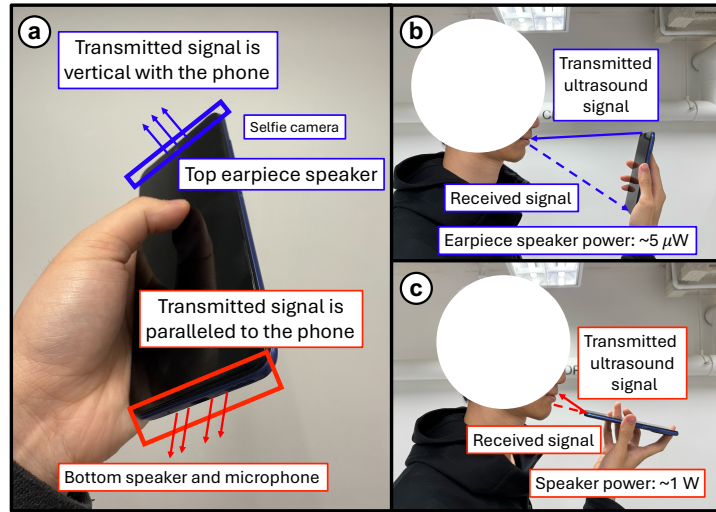 a
Transmitted signal is
vertical with the phone
Selfie camera
Top earpiece speaker
Transmitted signal is
paralleled to the phone
Bottom speaker and microphone
b
Transmitted
ultrasound
signal
Received signal
Earpiece speaker power: ~5 μW
c
Transmitted
ultrasound
signal
Received signal
Speaker power: ~1 W